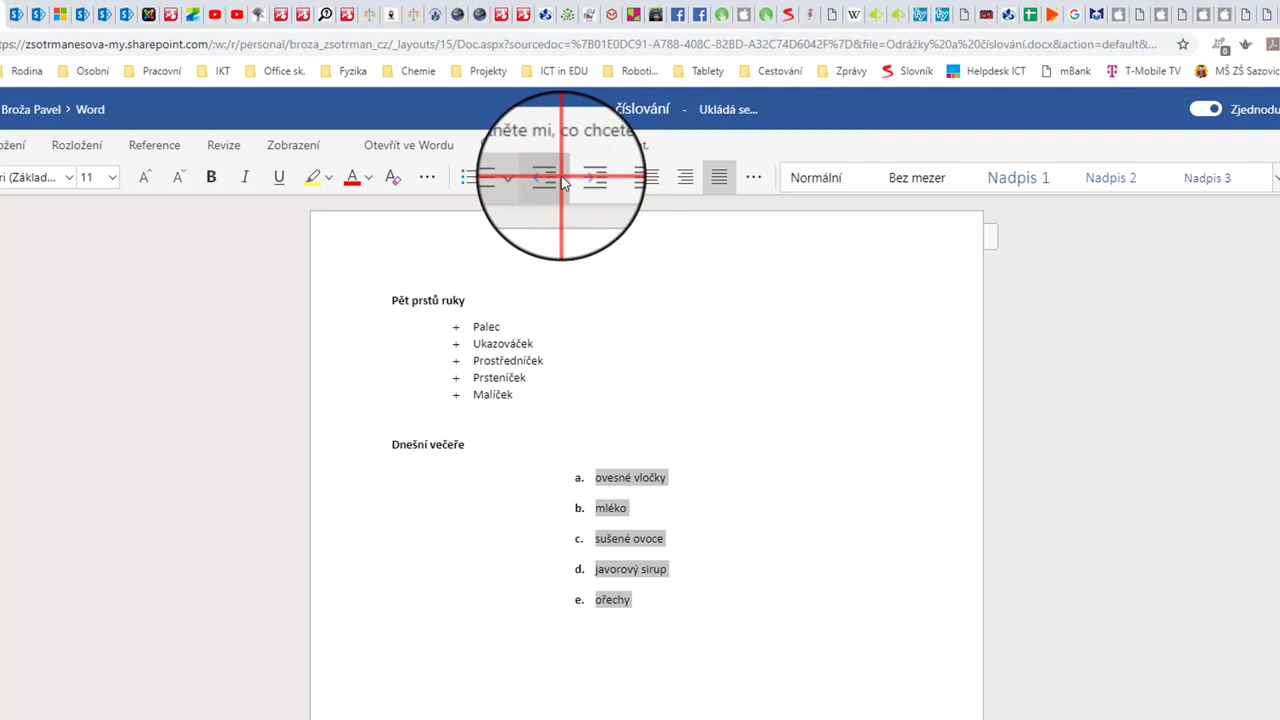 ttps://zsotrmanesova-my.sharepoint.com/:w:/r/personal/broza_zsotrman_cz/_layouts/15/Doc.aspx?sourcedoc=%7B01E0DC91-A788-408C-82BD-A32C74D6042F%7D&file=Odrážky%20a%20číslování.docx&action=default&...
Rodina Osobní Pracovní IKT Office sk. Fyzika Chemie Projekty ICT in EDU Roboti... Tablety Cestování Zprávy Slovník Helpdesk ICT mBank T-Mobile TV MŠ ZŠ Sazovic
Broža Pavel > Word číslování - Ukládá se... Zjednodu
ožení Rozložení Reference Revize Zobrazení Otevřít ve Wordu kněte mi, co chcete t.
ri (Základ... 11 B I U A Normální Bez mezer Nadpis 1 Nadpis 2 Nadpis 3
Pět prstů ruky
+ Palec
+ Ukazováček
+ Prostředníček
+ Prsteníček
+ Malíček
Dnešní večeře
a. ovesné vločky
b. mléko
c. sušené ovoce
d. javorový sirup
e. ořechy